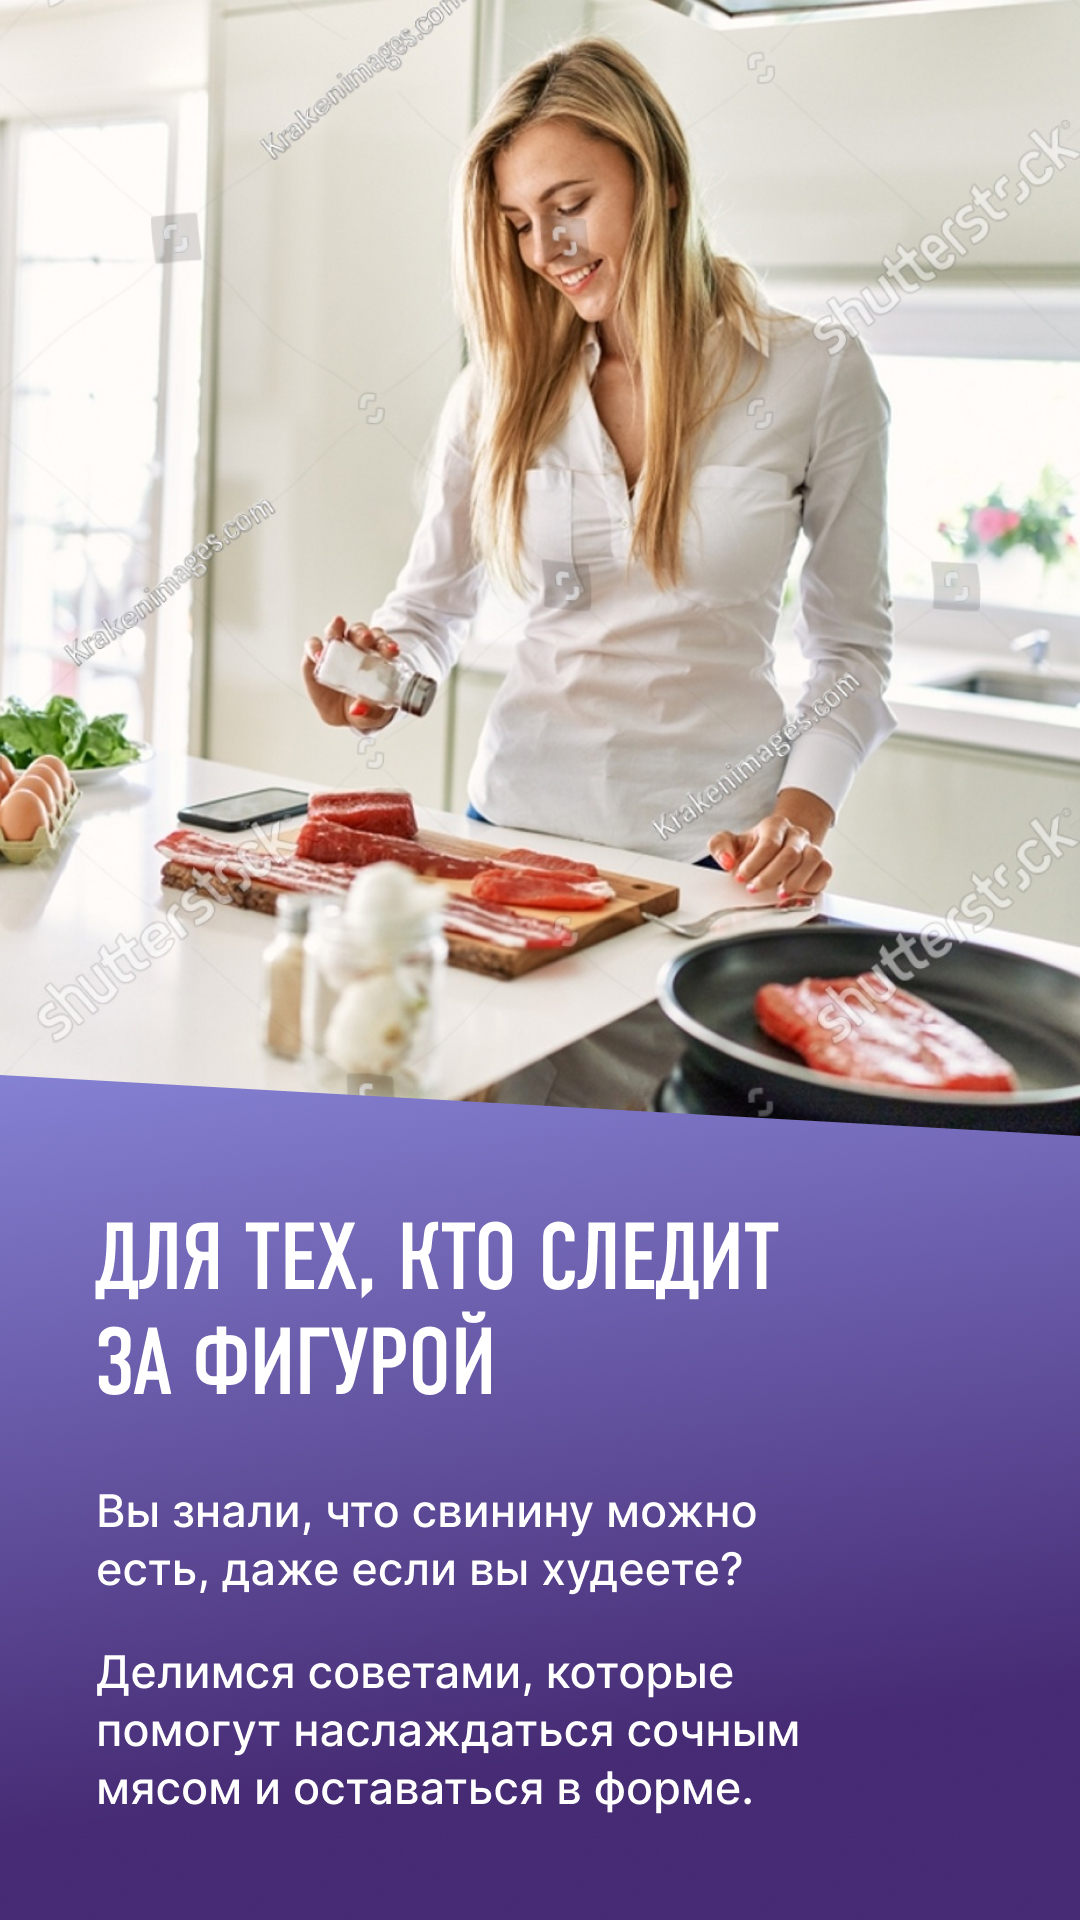 Krakenimages.com
shutterstock
Krakenimages.com
Krakenimages.com
shutterstock
shutterstock
ДЛЯ ТЕХ, КТО СЛЕДИТ
ЗА ФИГУРОЙ
Вы знали, что свинину можно
есть, даже если вы худеете?
Делимся советами, которые
помогут наслаждаться сочным
мясом и оставаться в форме.